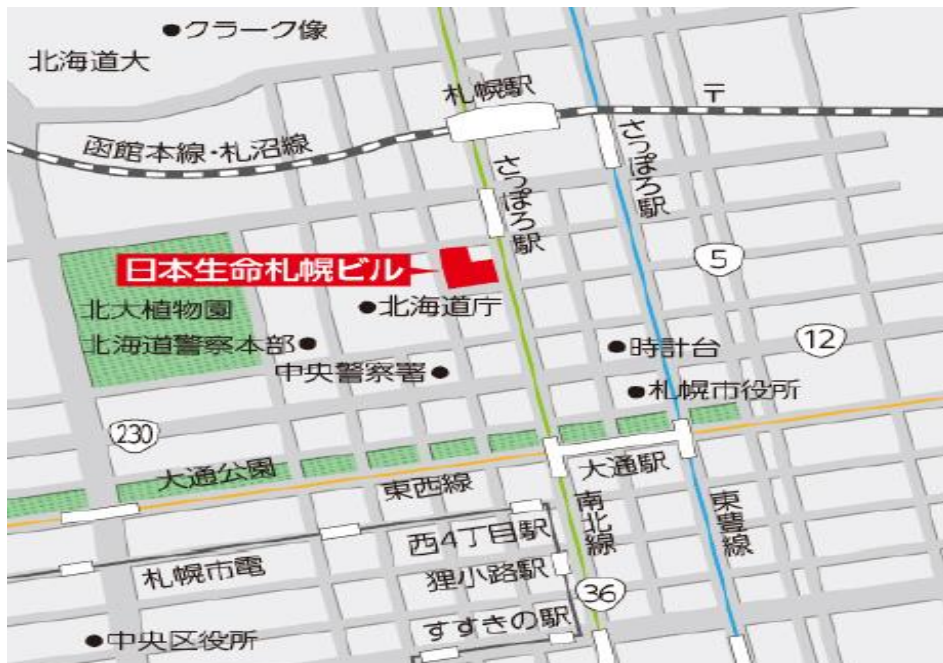 クラーク像
北海道大
札幌駅
〒
函館本線・札沼線
さっぽろ駅
さっぽろ駅
日本生命札幌ビル
5
北大植物園
北海道庁
北海道警察本部
時計台
12
中央警察署
札幌市役所
230
大通公園
大通駅
東西線
南北線
東豊線
西4丁目駅
札幌市電
狸小路駅
36
すすきの駅
中央区役所